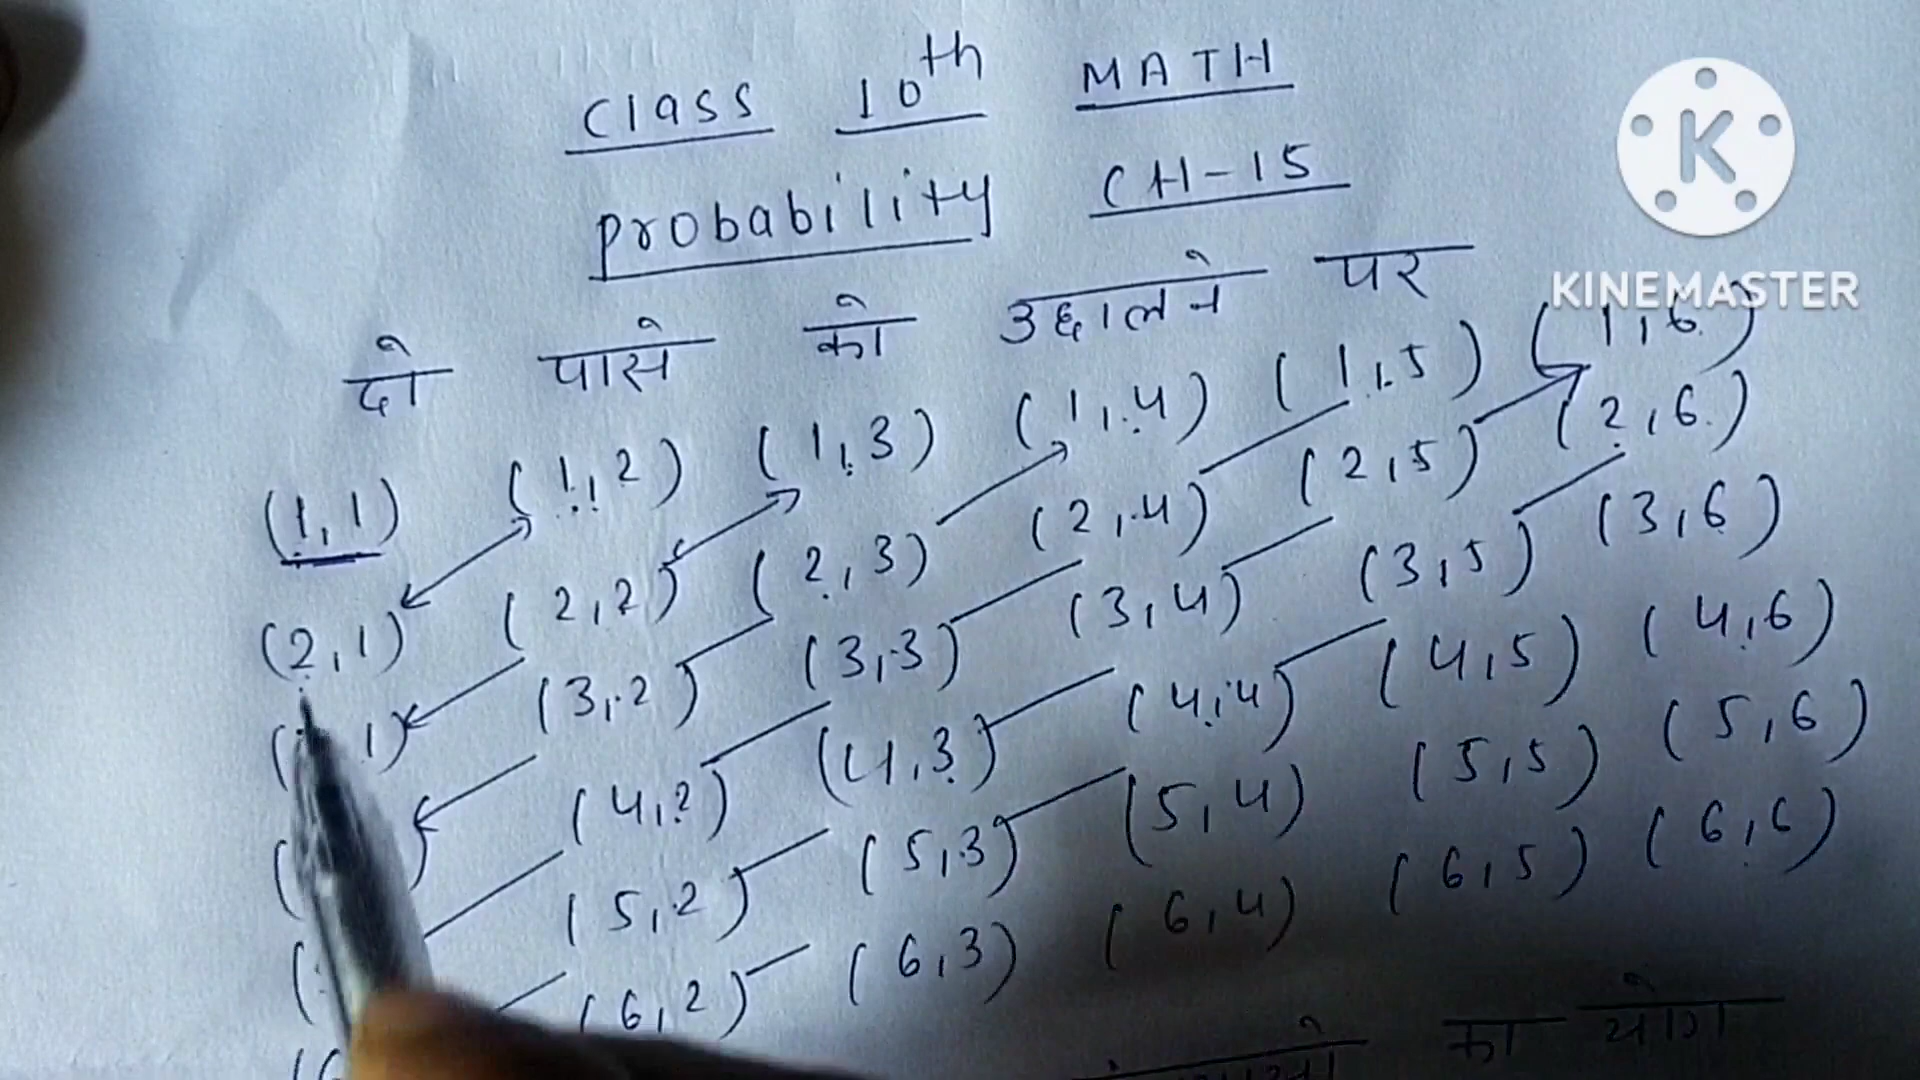 Class 10th MATH
Probability CH-15
दो पासे को उछालने पर
(1,1) (1,2) (1,3) (1,4) (1,5) (1,6)
(2,1) (2,2) (2,3) (2,4) (2,5) (2,6)
1) (3,2) (3,3) (3,4) (3,5) (3,6)
(4,2) (4,3) (4,4) (4,5) (4,6)
(5,2) (5,3) (5,4) (5,5) (5,6)
(6,2) (6,3) (6,4) (6,5) (6,6)
का योग
K
KINEMASTER